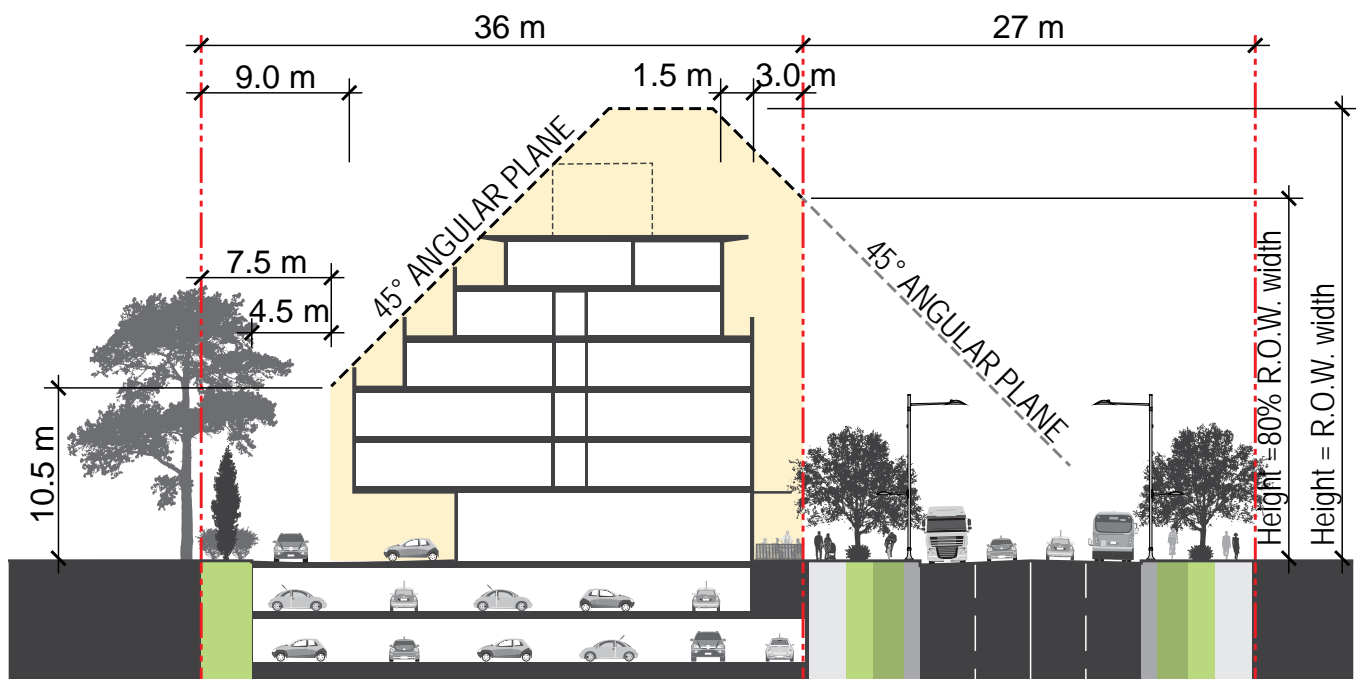 36 m
27 m
9.0 m
1.5 m
3.0 m
45° ANGULAR PLANE
7.5 m
4.5 m
45° ANGULAR PLANE
10.5 m
Height =80% R.O.W. width
Height = R.O.W. width